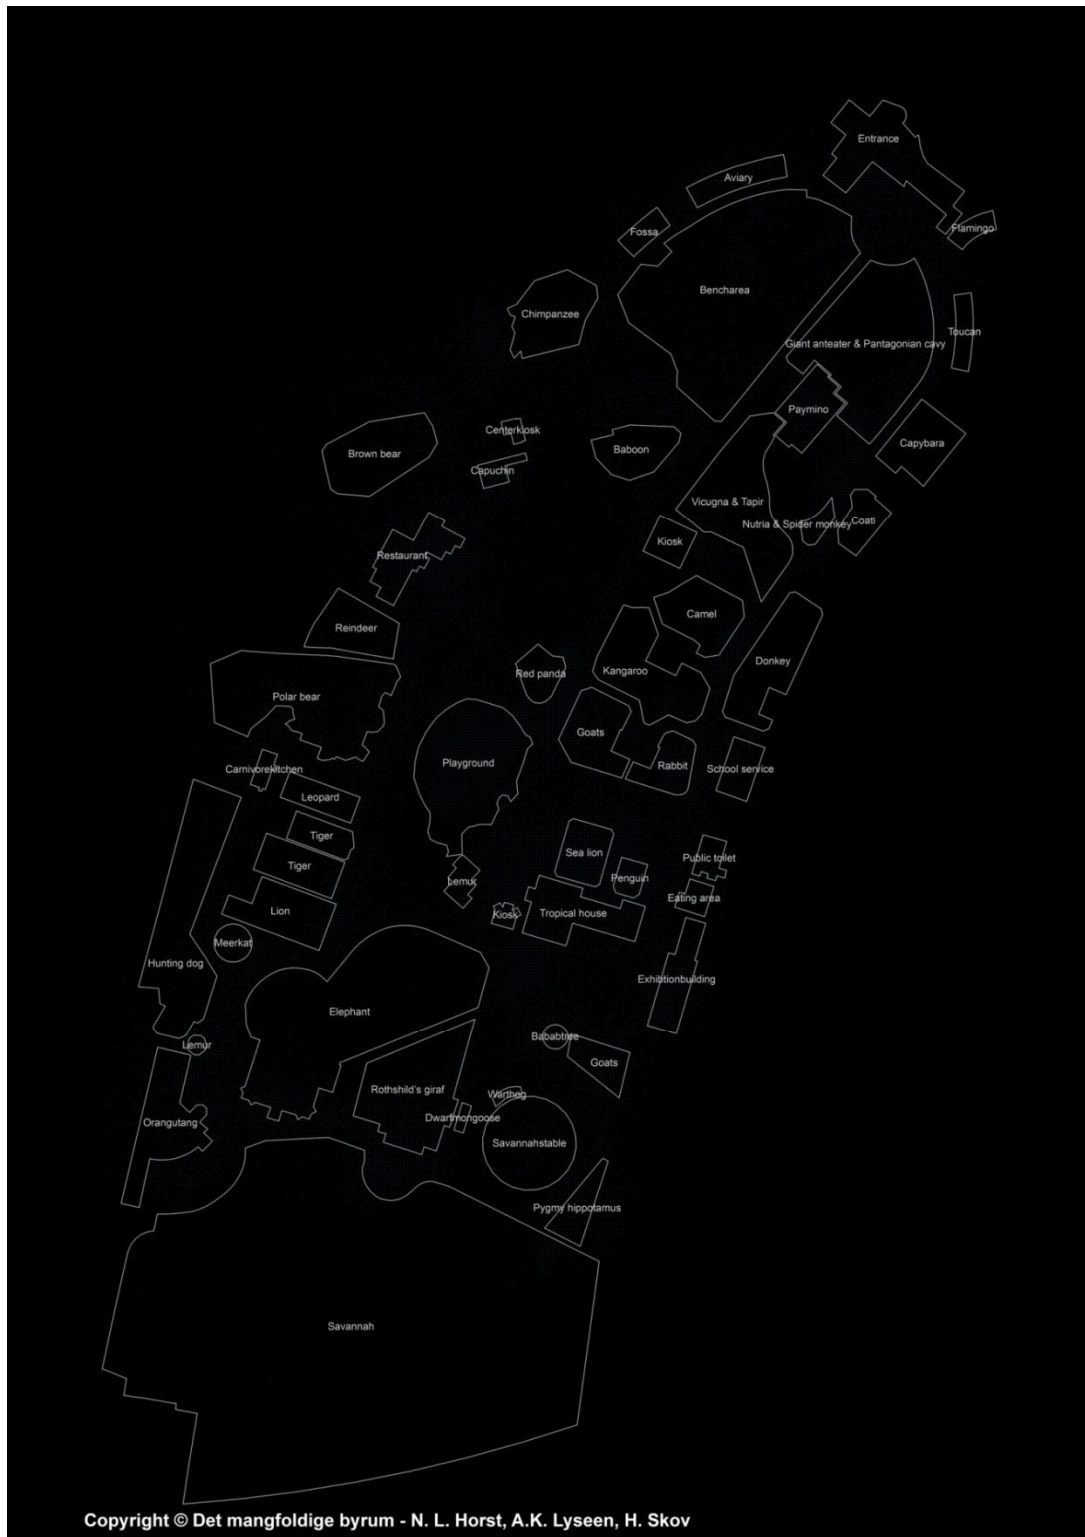 Entrance
Aviary
Flamingo
Fossa
Bencharea
Chimpanzee
Toucan
Giant anteater & Pantagonian cavy
Paymino
Centerkiosk
Capybara
Baboon
Brown bear
Capuchin
Vicugna & Tapir
Nutria & Spider monkey
Coati
Kiosk
Restaurant
Camel
Reindeer
Donkey
Kangaroo
Red panda
Polar bear
Goats
Playground
Rabbit
School service
Carnivorekitchen
Leopard
Tiger
Sea lion
Public toilet
Tiger
Penguin
Lemur
Eating area
Lion
Kiosk
Tropical house
Meerkat
Hunting dog
Exhibtionbuilding
Elephant
Bababtree
Lemur
Goats
Rothshild's giraf
Warthog
Dwarfmongoose
Orangutang
Savannahstable
Pygmy hippotamus
Savannah
Copyright © Det mangfoldige byrum - N. L. Horst, A.K. Lyseen, H. Skov